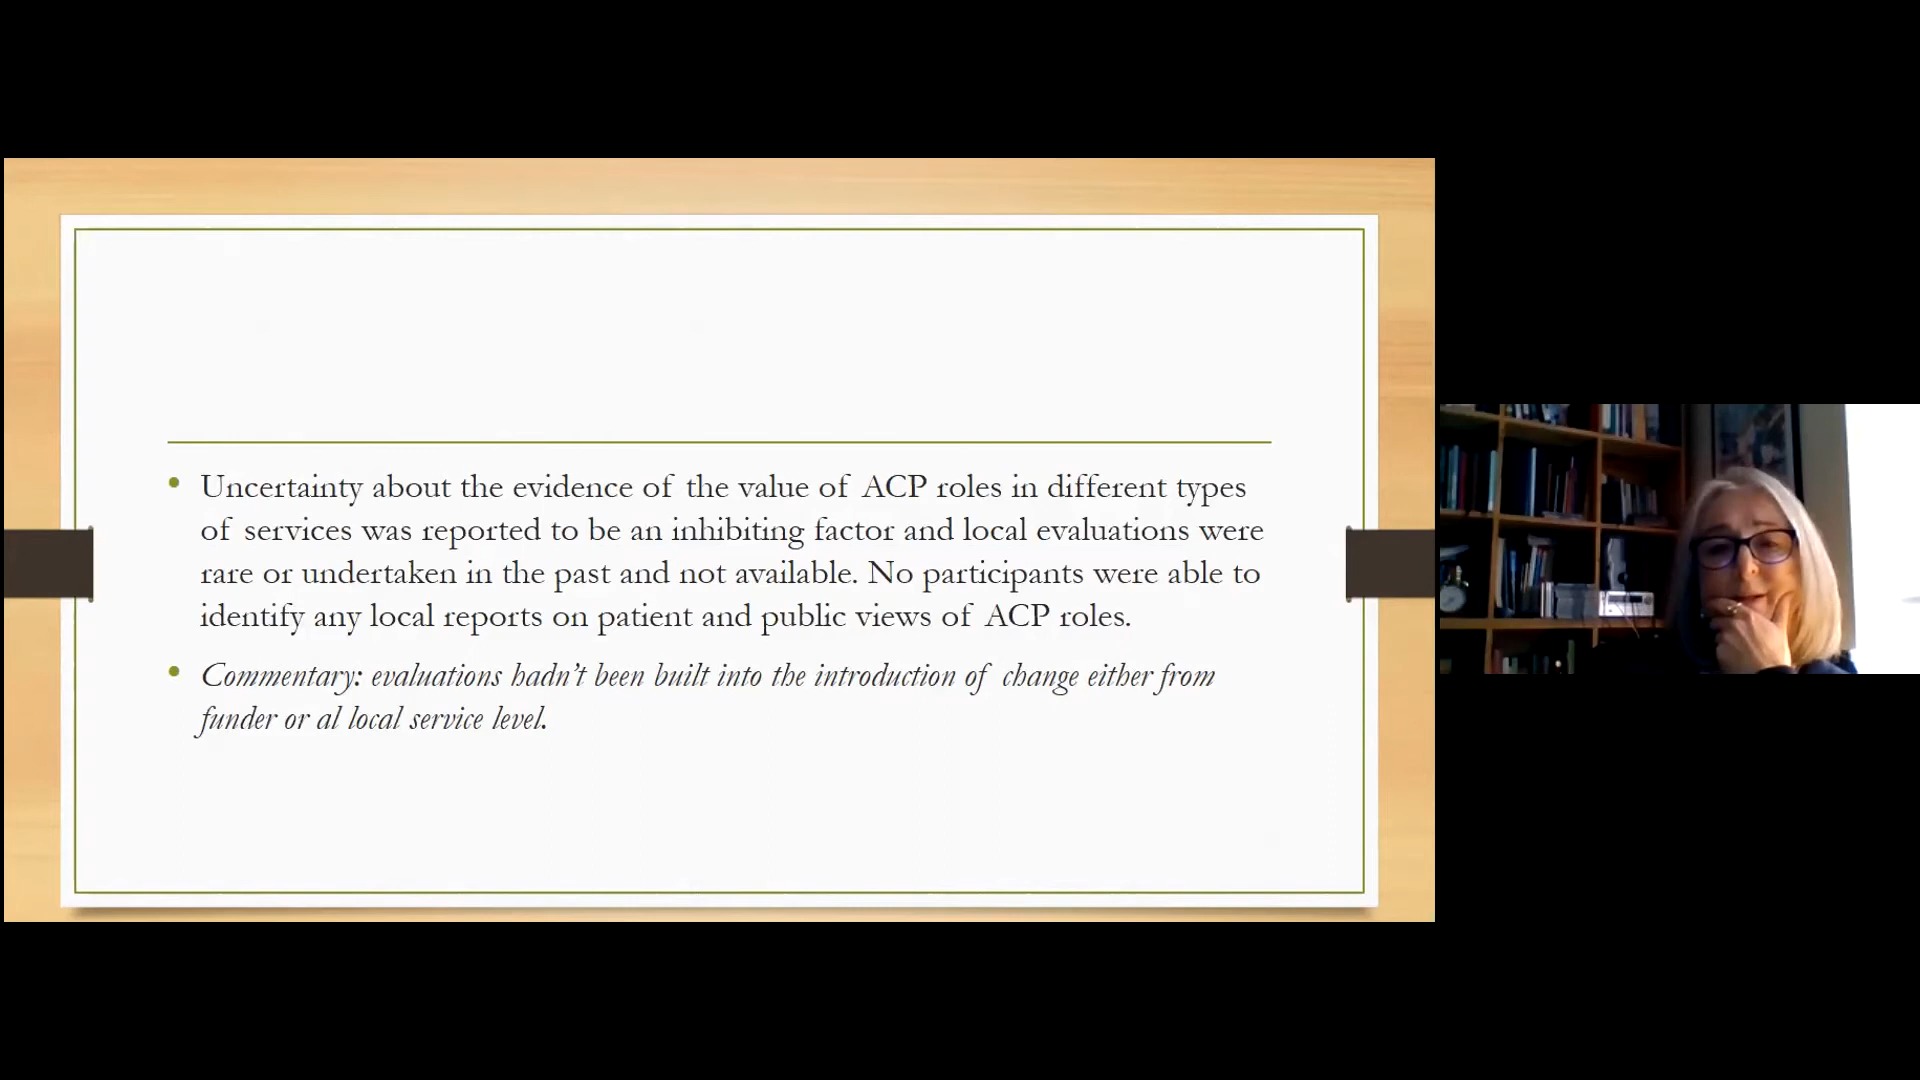 Uncertainty about the evidence of the value of ACP roles in different types
of services was reported to be an inhibiting factor and local evaluations were
rare or undertaken in the past and not available. No participants were able to
identify any local reports on patient and public views of ACP roles.
Commentary: evaluations hadn't been built into the introduction of change either from
funder or al local service level.